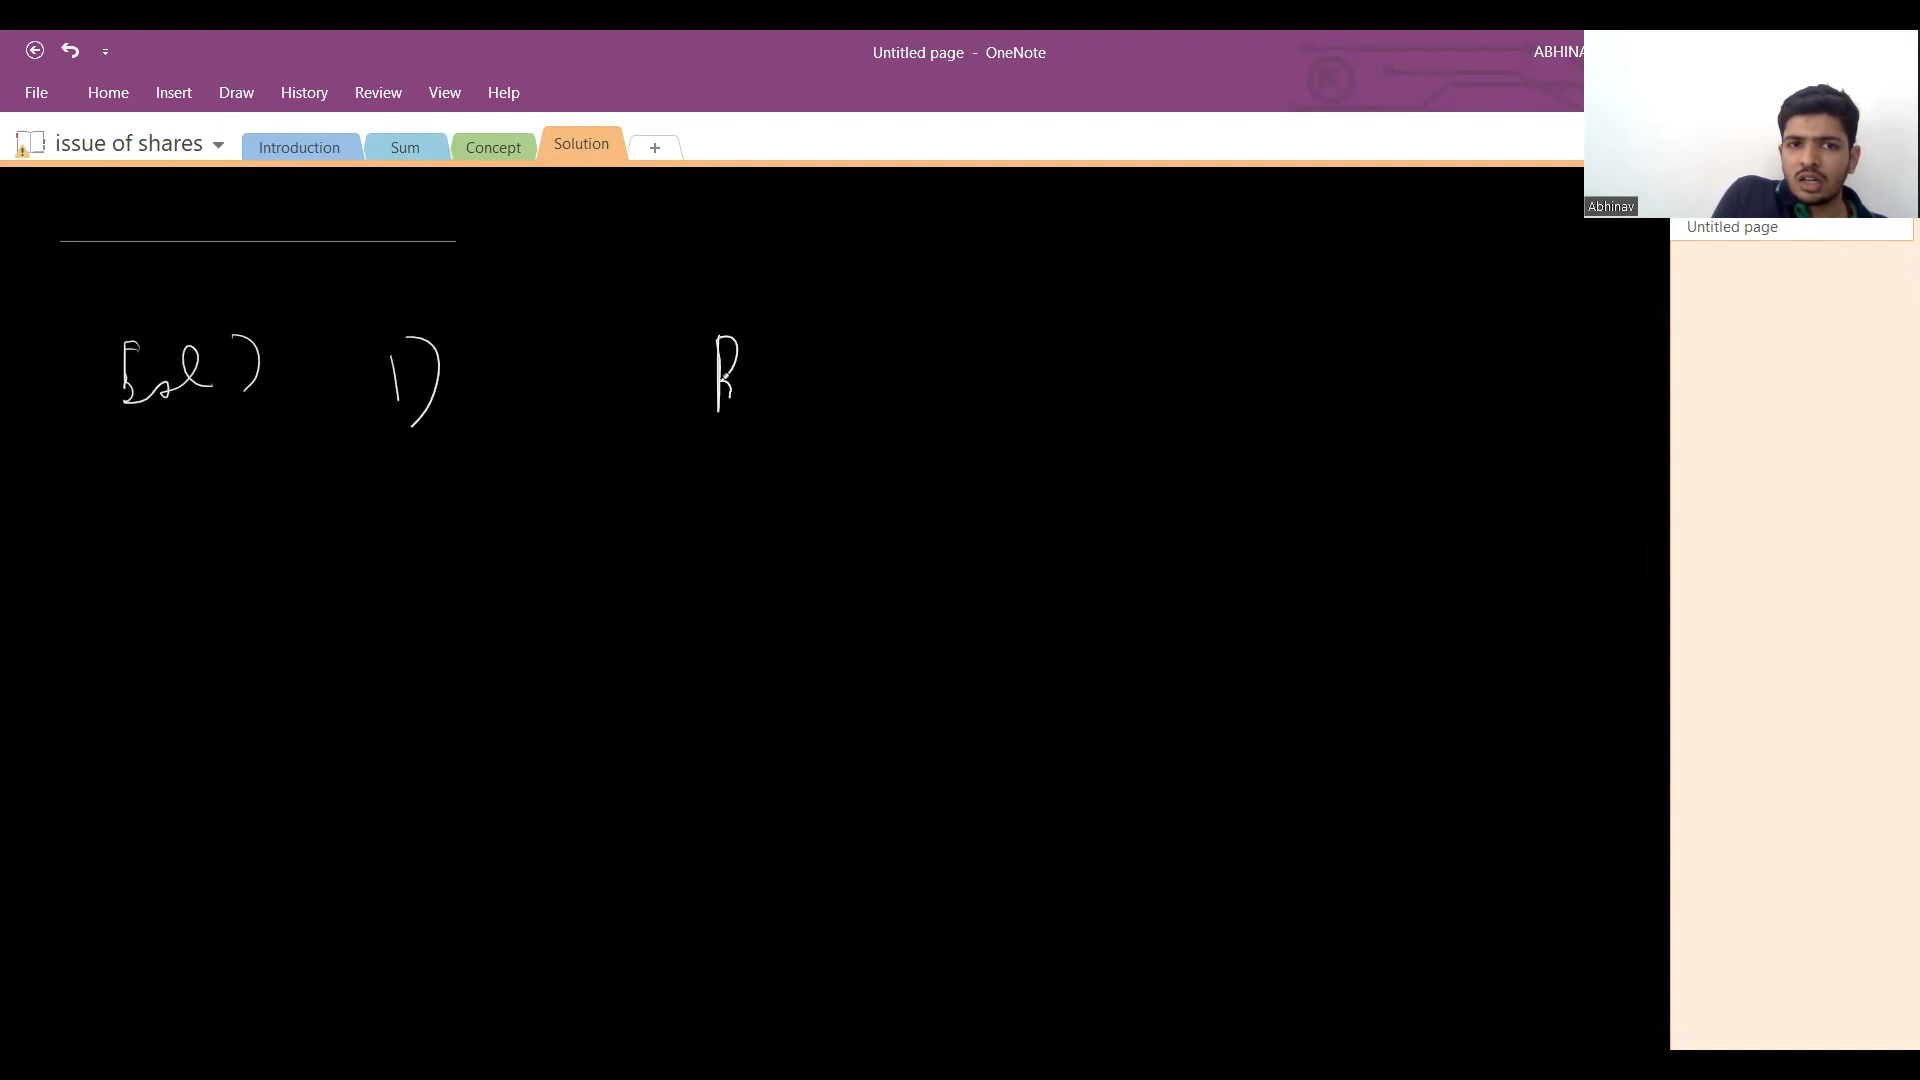 Untitled page - OneNote
ABHINA
File Home Insert Draw History Review View Help
issue of shares Introduction Sum Concept Solution +
Abhinav
Untitled page
1)